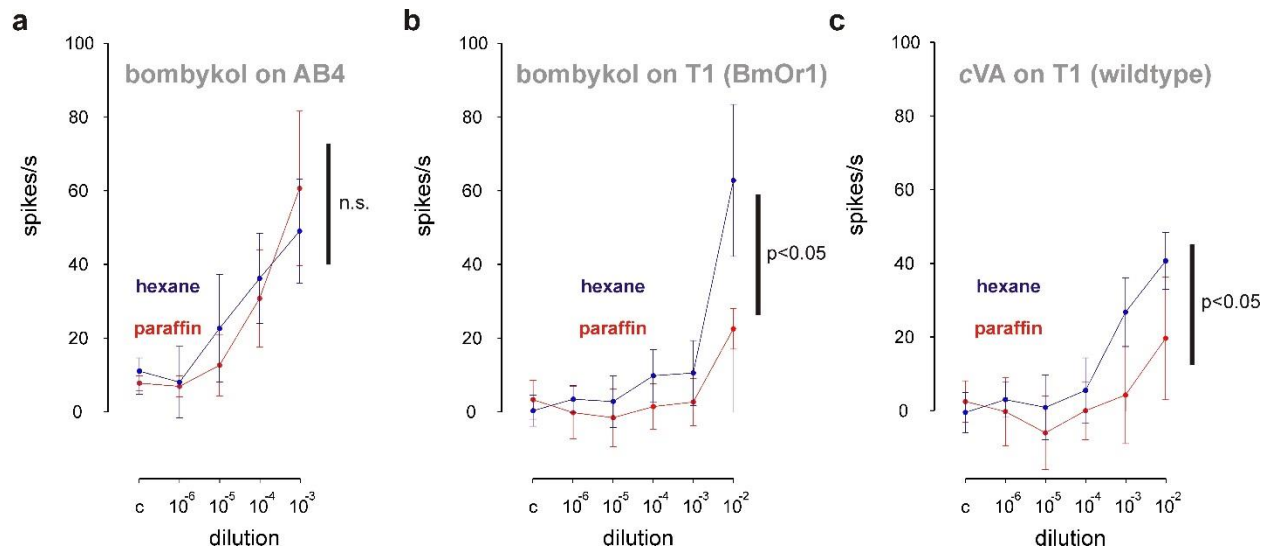 a
bombykol on AB4
100
80
60
40
20
0
spikes/s
n.s.
hexane
paraffin
c 10-6 10-5 10-4 10-3
dilution
b
bombykol on T1 (BmOr1)
100
80
60
40
20
0
spikes/s
p<0.05
hexane
paraffin
c 10-6 10-5 10-4 10-3 10-2
dilution
c
cVA on T1 (wildtype)
100
80
60
40
20
0
spikes/s
p<0.05
hexane
paraffin
c 10-6 10-5 10-4 10-3 10-2
dilution